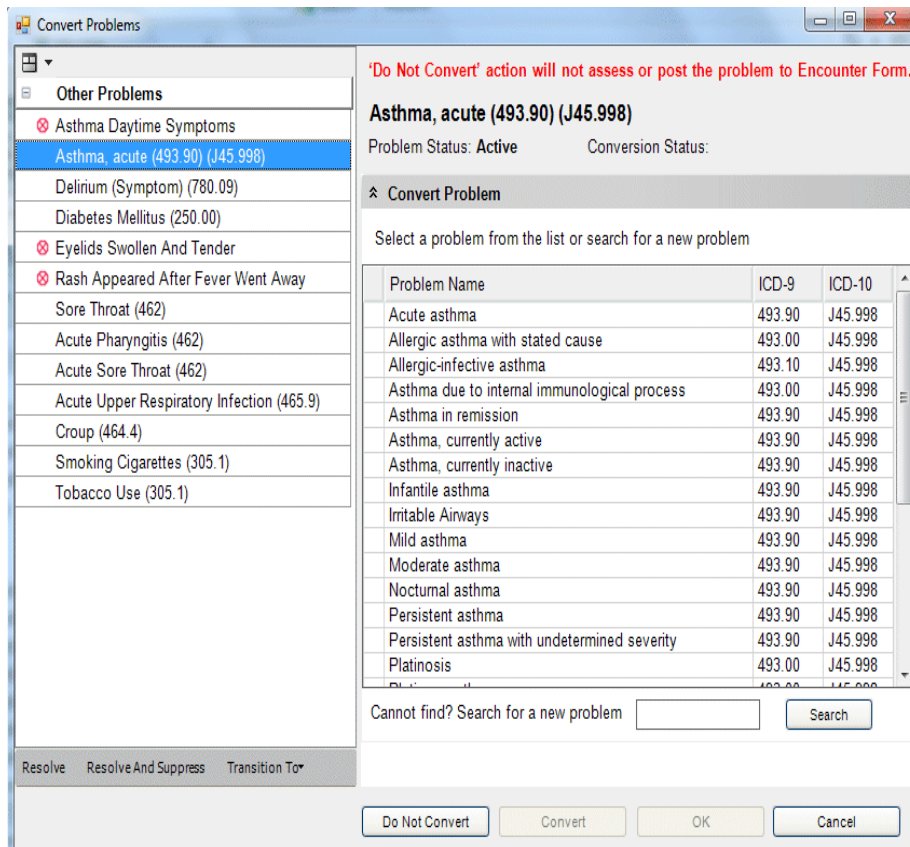 Convert Problems
Other Problems
Asthma Daytime Symptoms
Asthma, acute (493.90) (J45.998)
Delirium (Symptom) (780.09)
Diabetes Mellitus (250.00)
Eyelids Swollen And Tender
Rash Appeared After Fever Went Away
Sore Throat (462)
Acute Pharyngitis (462)
Acute Sore Throat (462)
Acute Upper Respiratory Infection (465.9)
Croup (464.4)
Smoking Cigarettes (305.1)
Tobacco Use (305.1)
Resolve Resolve And Suppress Transition To
'Do Not Convert' action will not assess or post the problem to Encounter Form.
Asthma, acute (493.90) (J45.998)
Problem Status: Active Conversion Status:
Convert Problem
Select a problem from the list or search for a new problem
Problem Name ICD-9 ICD-10
Acute asthma 493.90 J45.998
Allergic asthma with stated cause 493.00 J45.998
Allergic-infective asthma 493.10 J45.998
Asthma due to internal immunological process 493.00 J45.998
Asthma in remission 493.90 J45.998
Asthma, currently active 493.90 J45.998
Asthma, currently inactive 493.90 J45.998
Infantile asthma 493.90 J45.998
Irritable Airways 493.90 J45.998
Mild asthma 493.90 J45.998
Moderate asthma 493.90 J45.998
Nocturnal asthma 493.90 J45.998
Persistent asthma 493.90 J45.998
Persistent asthma with undetermined severity 493.90 J45.998
Platinosis 493.00 J45.998
Cannot find? Search for a new problem Search
Do Not Convert Convert OK Cancel